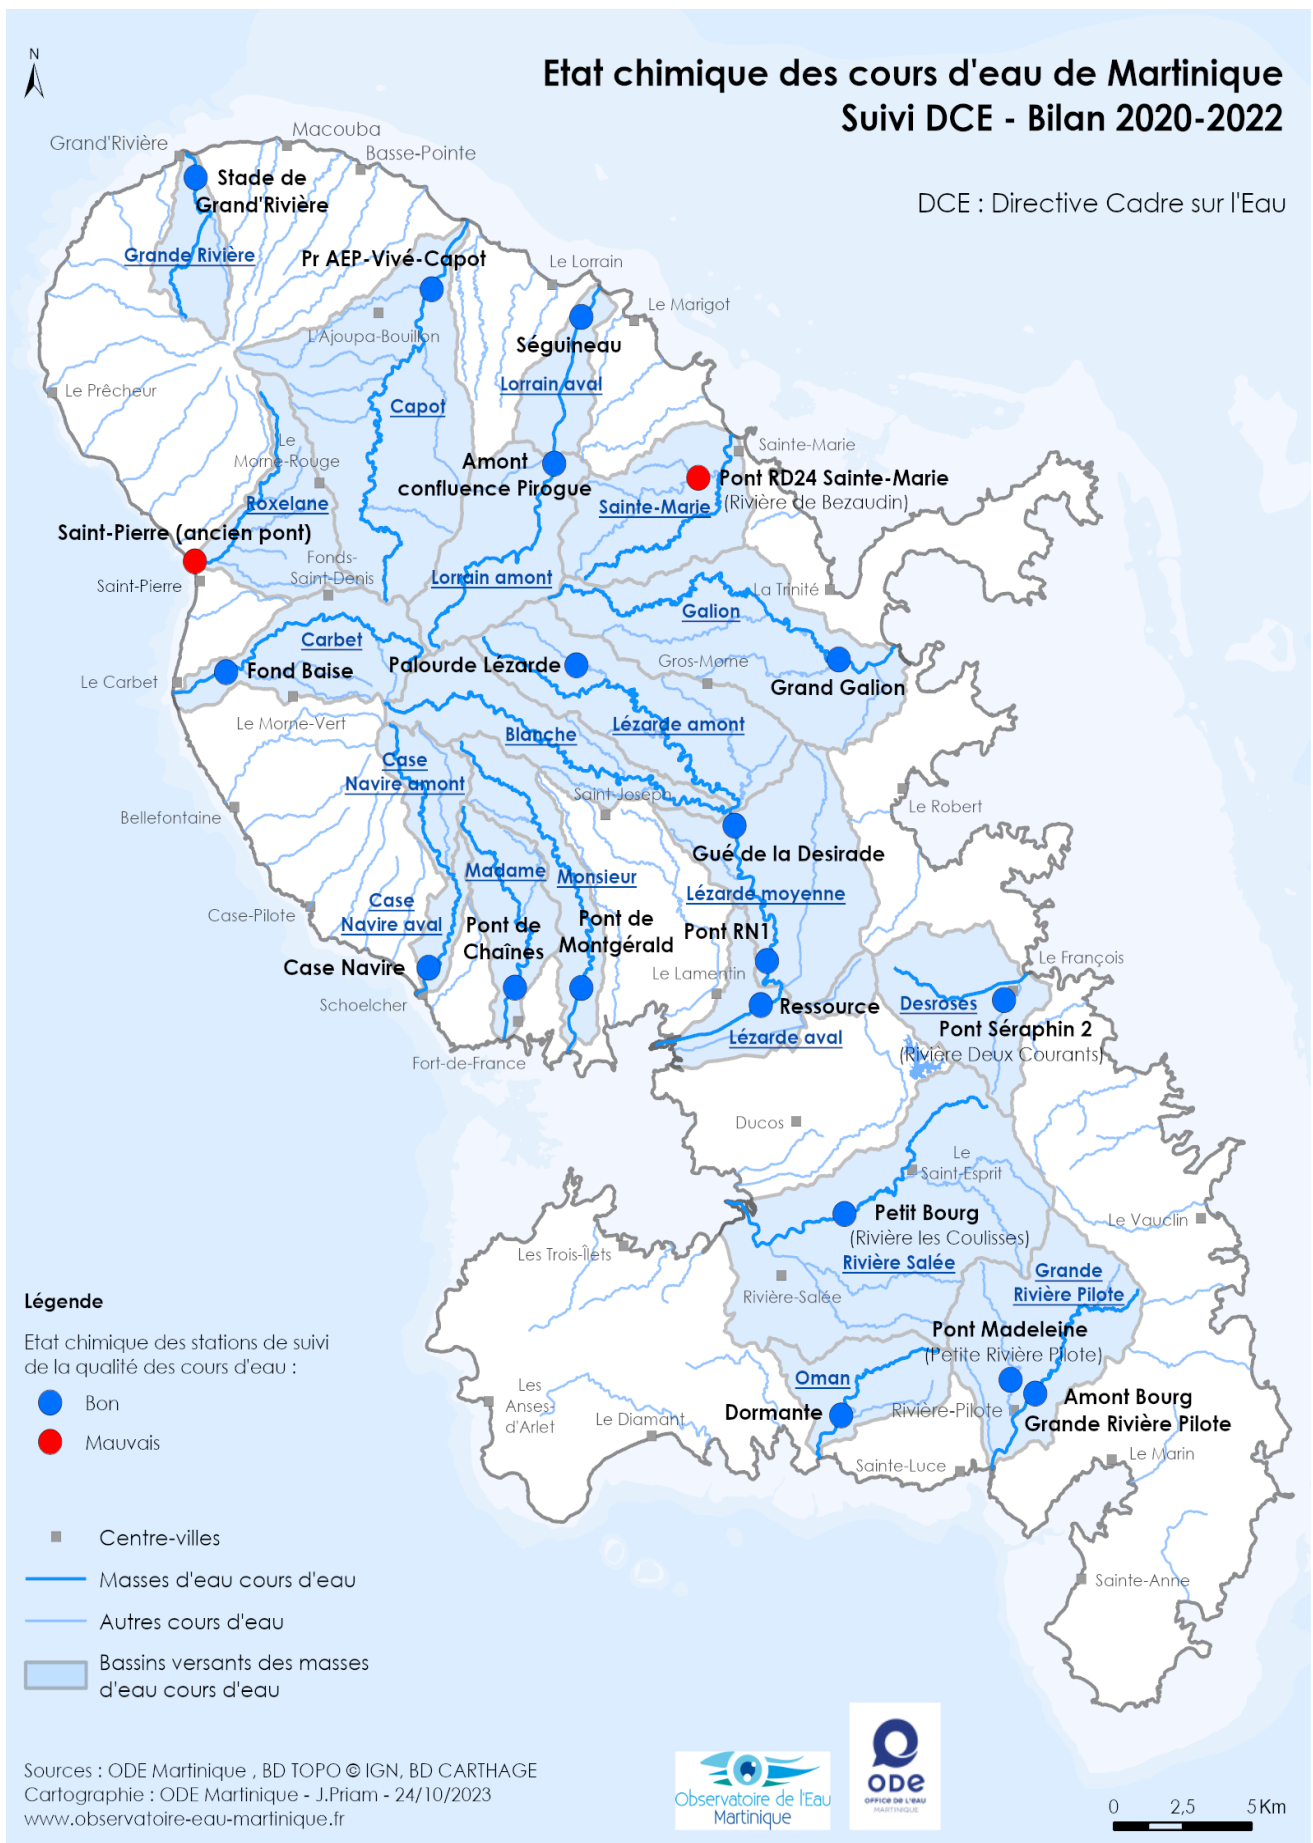 Etat chimique des cours d'eau de Martinique
Suivi DCE - Bilan 2020-2022
DCE : Directive Cadre sur l'Eau
N
Grand'Rivière
Macouba
Basse-Pointe
Stade de
Grand'Rivière
Grande Rivière
Pr AEP-Vivé-Capot
Le Lorrain
Le Marigot
L'Ajoupa-Bouillon
Séguineau
Lorrain aval
Le Prêcheur
Capot
Le
Morne-Rouge
Amont
confluence Pirogue
Sainte-Marie
Pont RD24 Sainte-Marie
(Rivière de Bezaudin)
Sainte-Marie
Roxelane
Saint-Pierre (ancien pont)
Saint-Pierre
Fonds-
Saint-Denis
Lorrain amont
La Trinité
Galion
Carbet
Fond Baise
Le Carbet
Palourde Lézarde
Gros-Morne
Grand Galion
Le Morne-Vert
Lézarde amont
Blanche
Case
Navire amont
Saint-Joseph
Le Robert
Bellefontaine
Gué de la Desirade
Madame
Monsieur
Lézarde moyenne
Case-Pilote
Case
Navire aval
Pont de
Chaînes
Pont de
Montgérald
Pont RN1
Case Navire
Le Lamentin
Le François
Schoelcher
Ressource
Desroses
Pont Séraphin 2
(Rivière Deux Courants)
Lézarde aval
Fort-de-France
Ducos
Le
Saint-Esprit
Petit Bourg
(Rivière les Coulisses)
Rivière Salée
Le Vauclin
Les Trois-Îlets
Rivière-Salée
Grande
Rivière Pilote
Pont Madeleine
(Petite Rivière Pilote)
Oman
Les
Anses-
d'Arlet
Le Diamant
Dormante
Rivière-Pilote
Amont Bourg
Grande Rivière Pilote
Sainte-Luce
Le Marin
Sainte-Anne
Légende
Etat chimique des stations de suivi
de la qualité des cours d'eau :
Bon
Mauvais
Centre-villes
Masses d'eau cours d'eau
Autres cours d'eau
Bassins versants des masses
d'eau cours d'eau
Sources : ODE Martinique , BD TOPO © IGN, BD CARTHAGE
Cartographie : ODE Martinique - J.Priam - 24/10/2023
www.observatoire-eau-martinique.fr
Observatoire de l'Eau
Martinique
ODE
OFFICE DE L'EAU
MARTINIQUE
0 2,5 5 Km